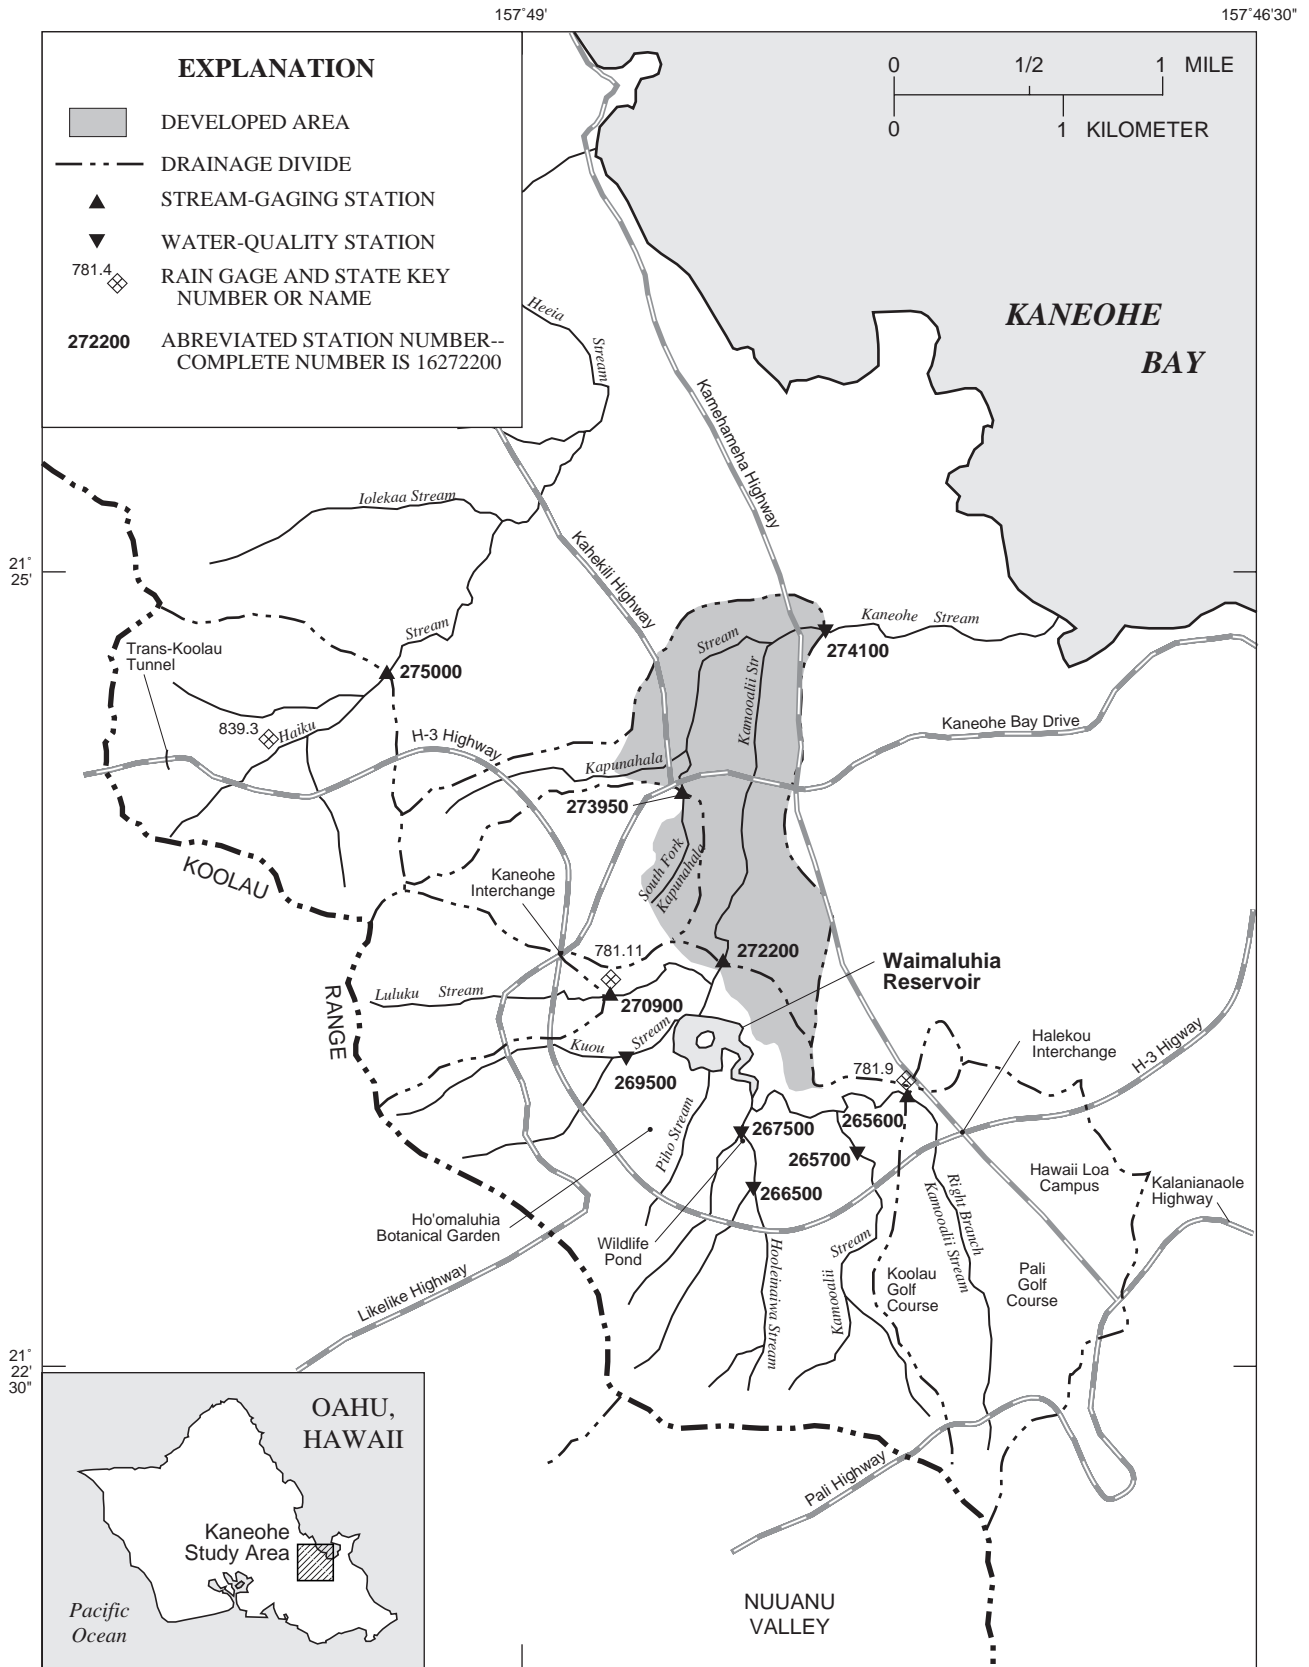 157°49'
157°46'30"
EXPLANATION
DEVELOPED AREA
DRAINAGE DIVIDE
STREAM-GAGING STATION
WATER-QUALITY STATION
781.4
RAIN GAGE AND STATE KEY
NUMBER OR NAME
272200
ABREVIATED STATION NUMBER--
COMPLETE NUMBER IS 16272200
0
1/2
1
MILE
0
1
KILOMETER
KANEOHE
BAY
Heeia
Stream
Kamehameha Highway
Iolekaa Stream
Kahekili Highway
21°
25'
Stream
Kaneohe Stream
274100
Stream
Kamooalii Str
Trans-Koolau
Tunnel
275000
839.3
Haiku
H-3 Highway
Kaneohe Bay Drive
Kapunahala
273950
KOOLAU
South Fork
Kapunahala
Kaneohe
Interchange
781.11
272200
Waimaluhia
Reservoir
Luluku Stream
270900
RANGE
Kuou
Stream
269500
Halekou
Interchange
H-3 Higway
781.9
265600
267500
265700
Piho Stream
266500
Hawaii Loa
Campus
Kalanianaole
Highway
Right Branch
Kamooalii Stream
Ho'omaluhia
Botanical Garden
Wildlife
Pond
Hooleinaiwa Stream
Kamooalii
Stream
Koolau
Golf
Course
Pali
Golf
Course
Likelike Highway
21°
22'
30"
Pali Highway
OAHU,
HAWAII
Kaneohe
Study Area
Pacific
Ocean
NUUANU
VALLEY